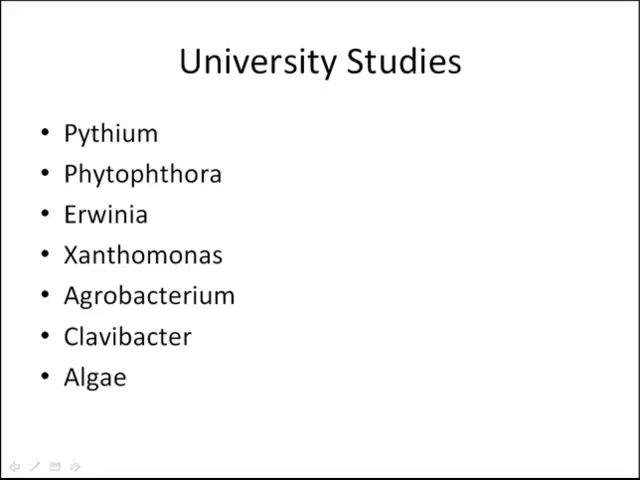 University Studies
• Pythium
• Phytophthora
• Erwinia
• Xanthomonas
• Agrobacterium
• Clavibacter
• Algae